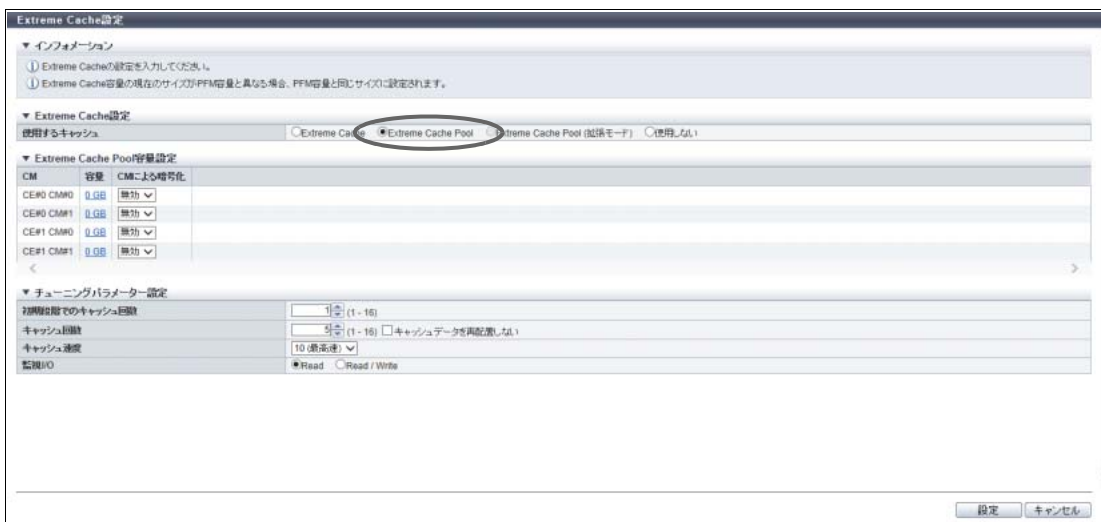 Extreme Cache設定
▼ インフォメーション
Extreme Cacheの設定を入力してください。
Extreme Cache容量の現在のサイズがPFM容量と異なる場合、PFM容量と同じサイズに設定されます。
▼ Extreme Cache設定
使用するキャッシュ Extreme Cache Extreme Cache Pool Extreme Cache Pool (拡張モード) 使用しない
▼ Extreme Cache Pool容量設定
CM 容量 CMによる暗号化
CE#0 CM#0 0 GB 無効
CE#0 CM#1 0 GB 無効
CE#1 CM#0 0 GB 無効
CE#1 CM#1 0 GB 無効
▼ チューニングパラメーター設定
初期段階でのキャッシュ回数 1 (1 - 16)
キャッシュ回数 5 (1 - 16) キャッシュデータを再配置しない
キャッシュ速度 10 (最高速)
監視I/O Read Read / Write
設定 キャンセル